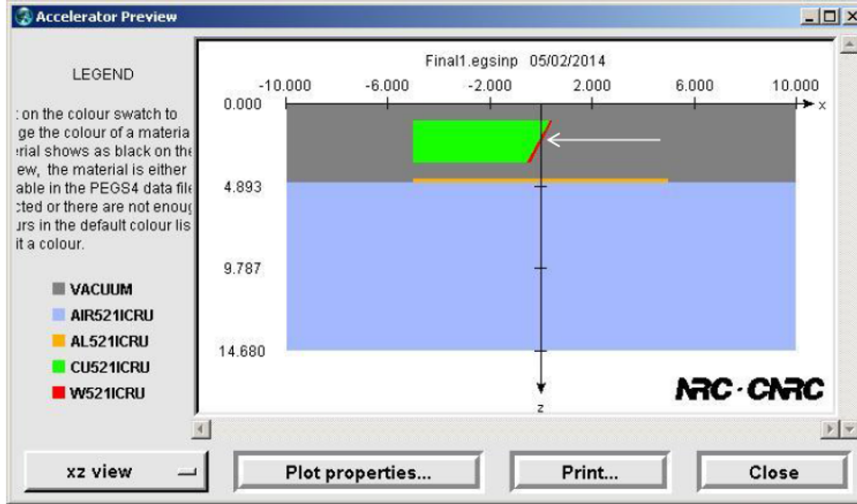 Accelerator Preview
LEGEND
: on the colour swatch to
ge the colour of a materia
rial shows as black on the
ew, the material is either
able in the PEGS4 data file
cted or there are not enoug
urs in the default colour lis
it a colour.
VACUUM
AIR521ICRU
AL521ICRU
CU521ICRU
W521ICRU
Final1.egsinp 05/02/2014
-10.000 -6.000 -2.000 2.000 6.000 10.000
0.000
x
4.893
9.787
14.680
z
NRC·CNRC
xz view
Plot properties...
Print...
Close